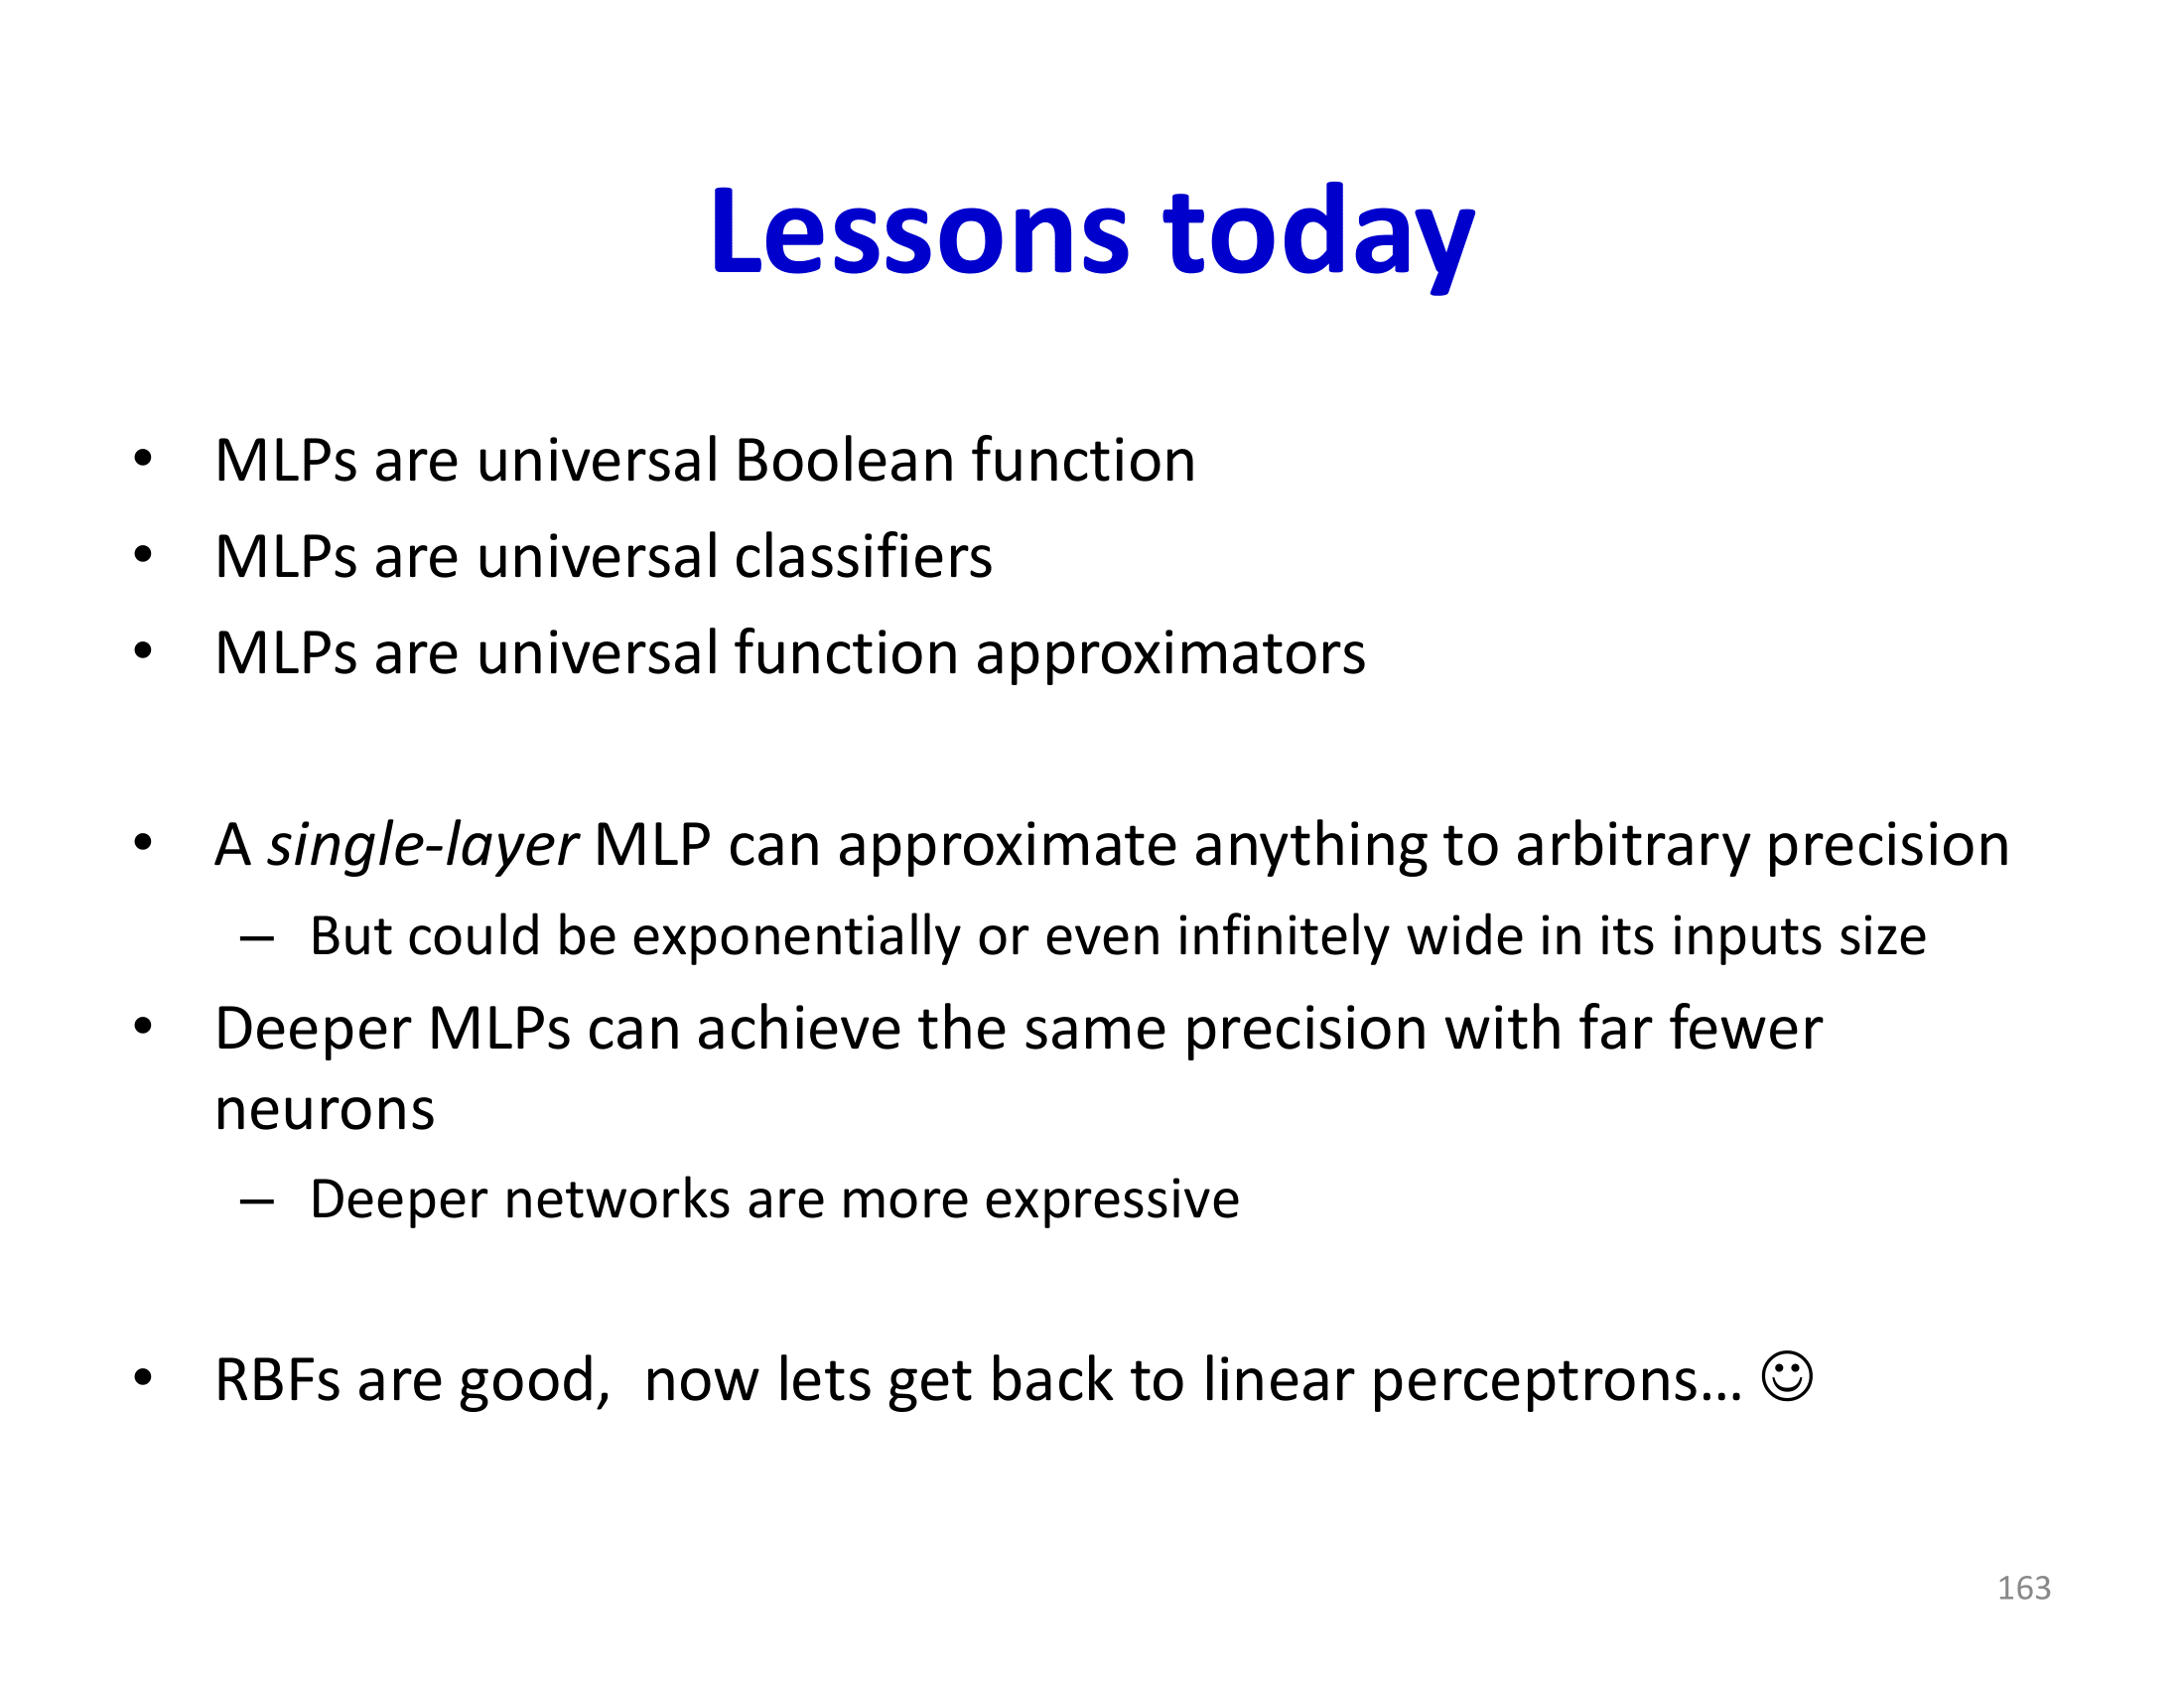 Lessons today
• MLPs are universal Boolean function
• MLPs are universal classifiers
• MLPs are universal function approximators
• A single-layer MLP can approximate anything to arbitrary precision
– But could be exponentially or even infinitely wide in its inputs size
• Deeper MLPs can achieve the same precision with far fewer
neurons
– Deeper networks are more expressive
• RBFs are good,  now lets get back to linear perceptrons… ☺
163